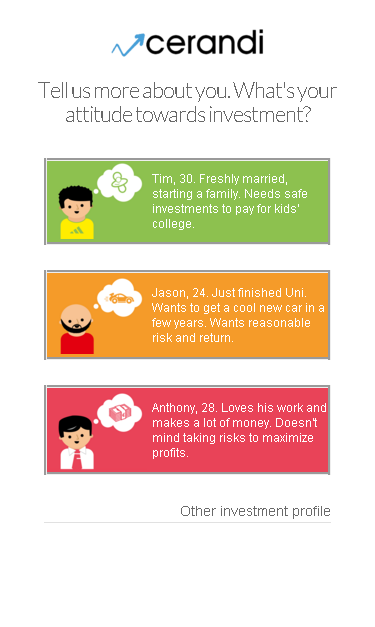 cerandi
Tell us more about you. What's your
attitude towards investment?
Tim, 30. Freshly married,
starting a family. Needs safe
investments to pay for kids'
college.
Jason, 24. Just finished Uni.
Wants to get a cool new car in a
few years. Wants reasonable
risk and return.
Anthony, 28. Loves his work and
makes a lot of money. Doesn't
mind taking risks to maximize
profits.
Other investment profile